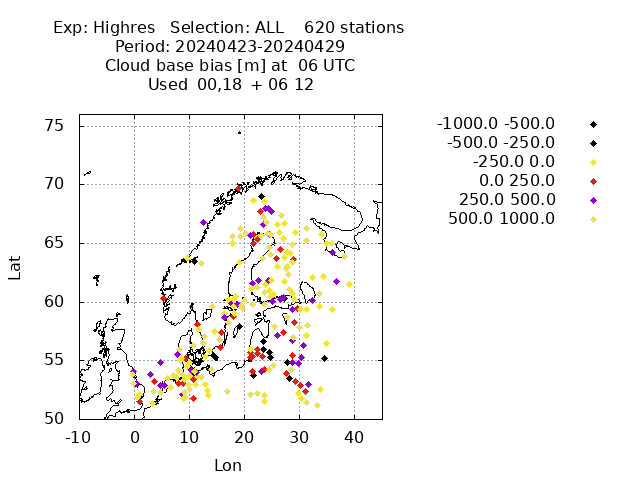 Exp: Highres Selection: ALL 620 stations
Period: 20240423-20240429
Cloud base bias [m] at 06 UTC
Used 00,18 + 06 12
-1000.0 -500.0
-500.0 -250.0
-250.0 0.0
0.0 250.0
250.0 500.0
500.0 1000.0
75
70
65
60
55
50
-10 0 10 20 30 40
Lat
Lon